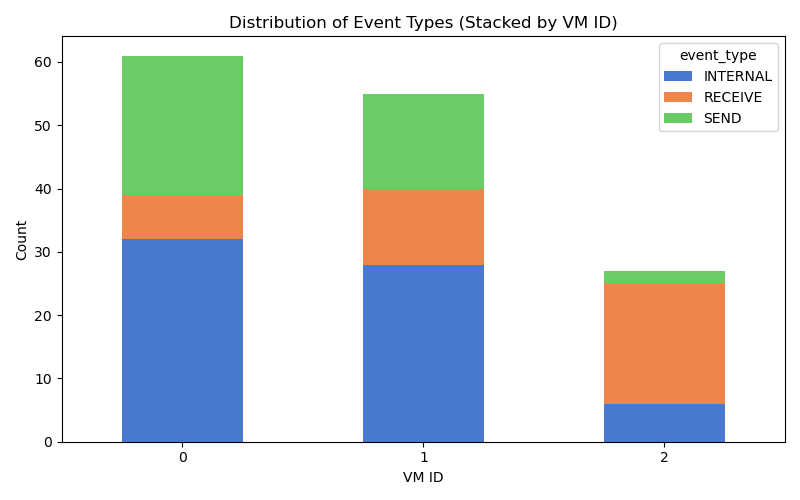 Distribution of Event Types (Stacked by VM ID)
event_type
INTERNAL
RECEIVE
SEND
Count
60
50
40
30
20
10
0
0 1 2
VM ID